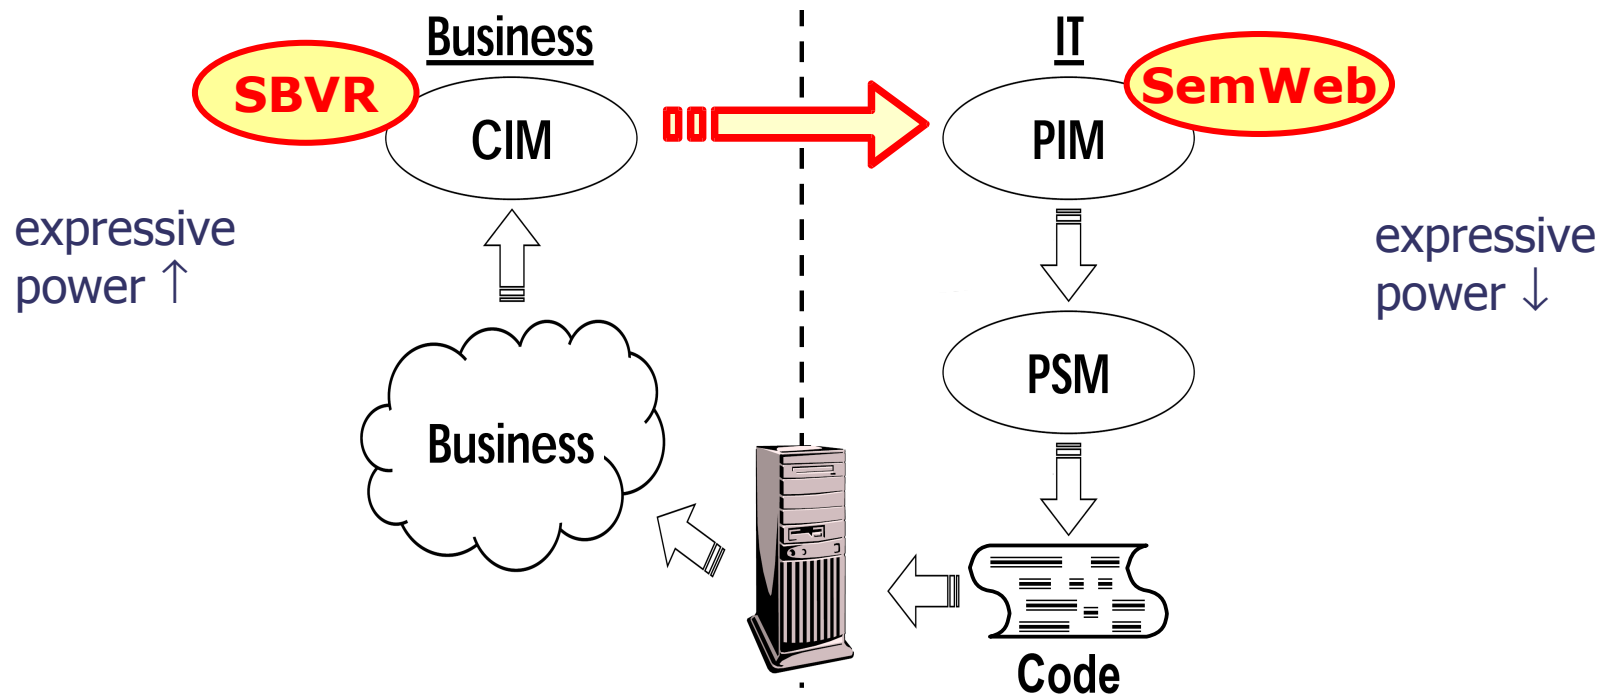 Business
IT
SBVR
SemWeb
CIM
PIM
expressive
power ↑
expressive
power ↓
PSM
Business
Code